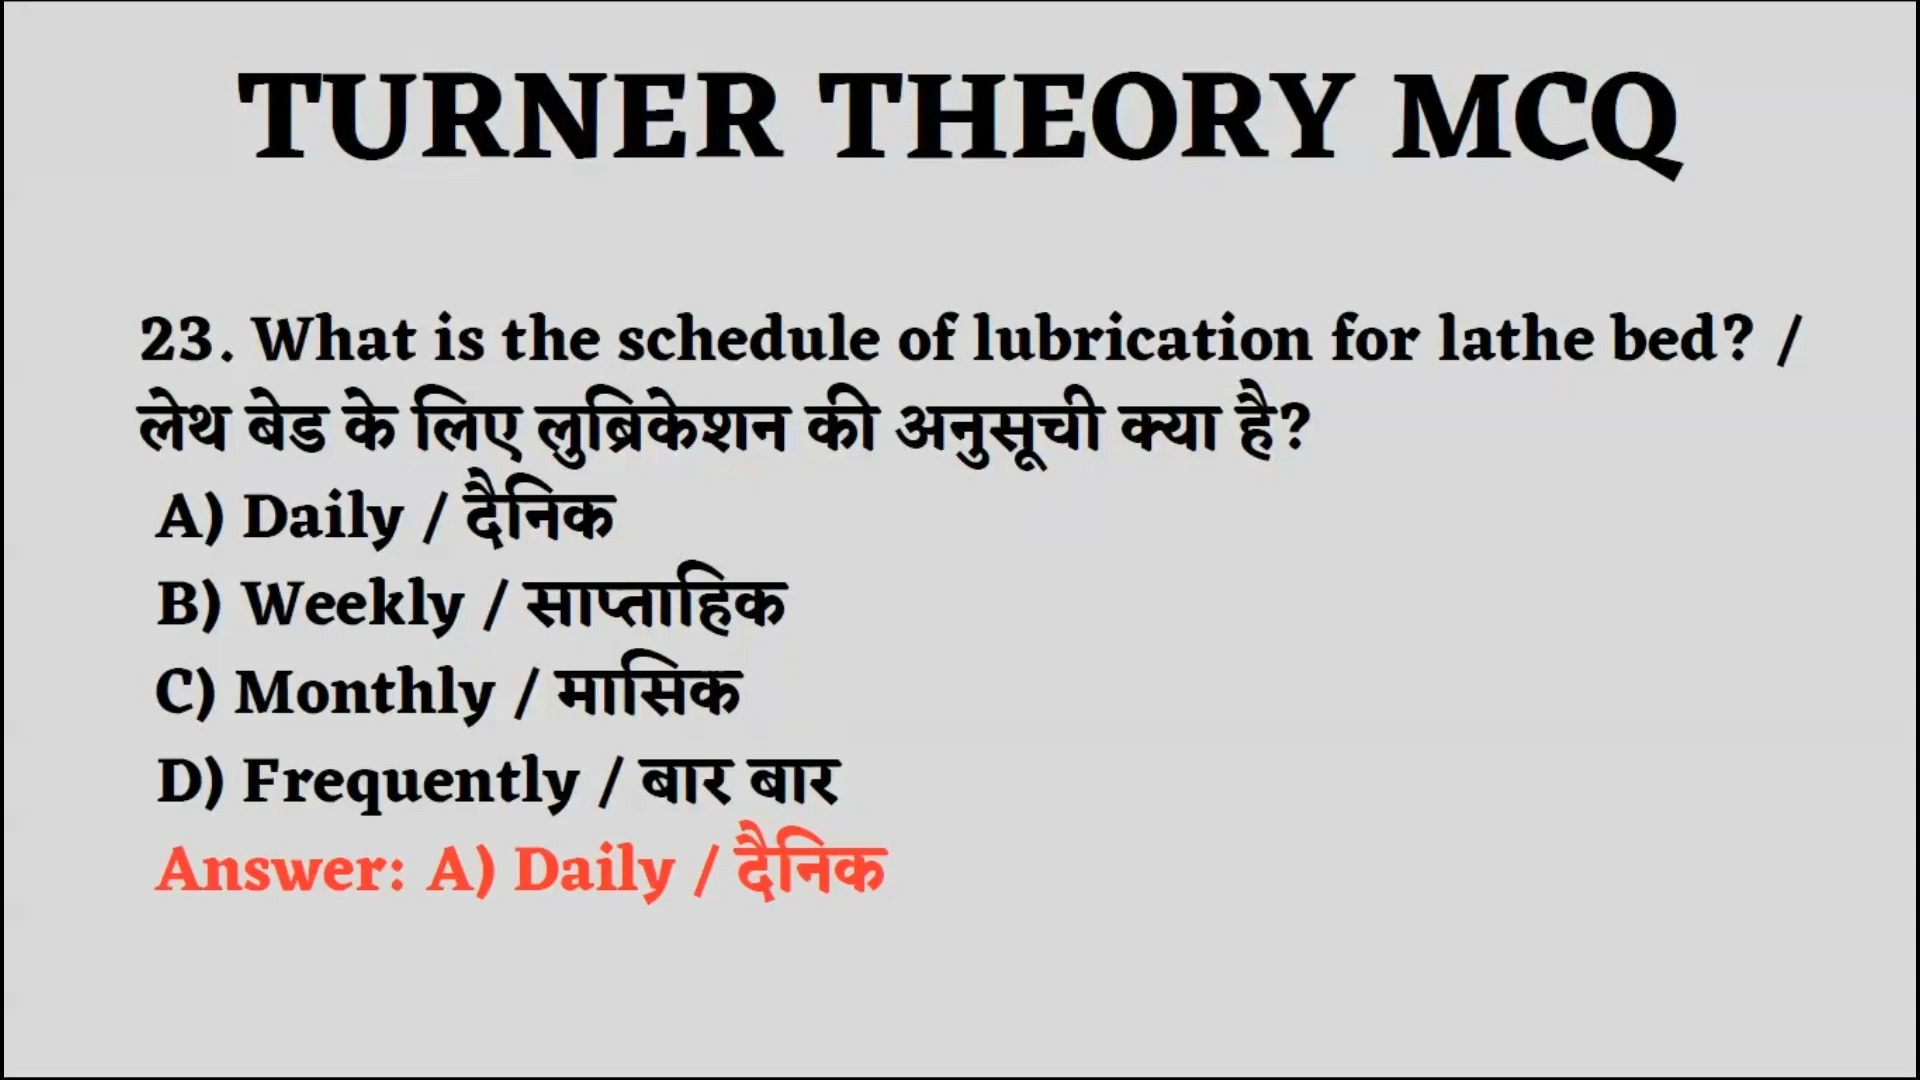 TURNER THEORY MCQ
23. What is the schedule of lubrication for lathe bed? /
लेथ बेड के लिए लुब्रिकेशन की अनुसूची क्या है?
A) Daily / दैनिक
B) Weekly / साप्ताहिक
C) Monthly / मासिक
D) Frequently / बार बार
Answer: A) Daily / दैनिक